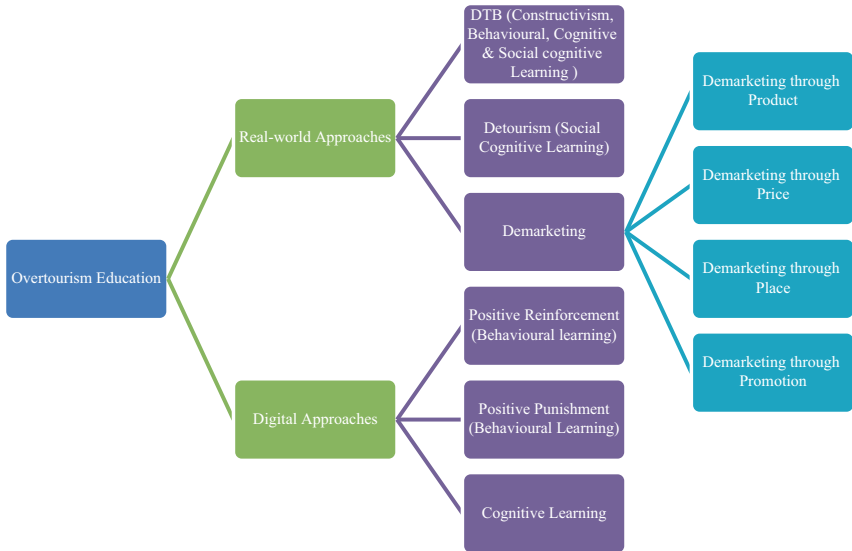 Overtourism Education
Real-world Approaches
Digital Approaches
DTB (Constructivism,
Behavioural, Cognitive
& Social cognitive
Learning )
Detourism (Social
Cognitive Learning)
Demarketing
Positive Reinforcement
(Behavioural learning)
Positive Punishment
(Behavioural Learning)
Cognitive Learning
Demarketing through
Product
Demarketing through
Price
Demarketing through
Place
Demarketing through
Promotion